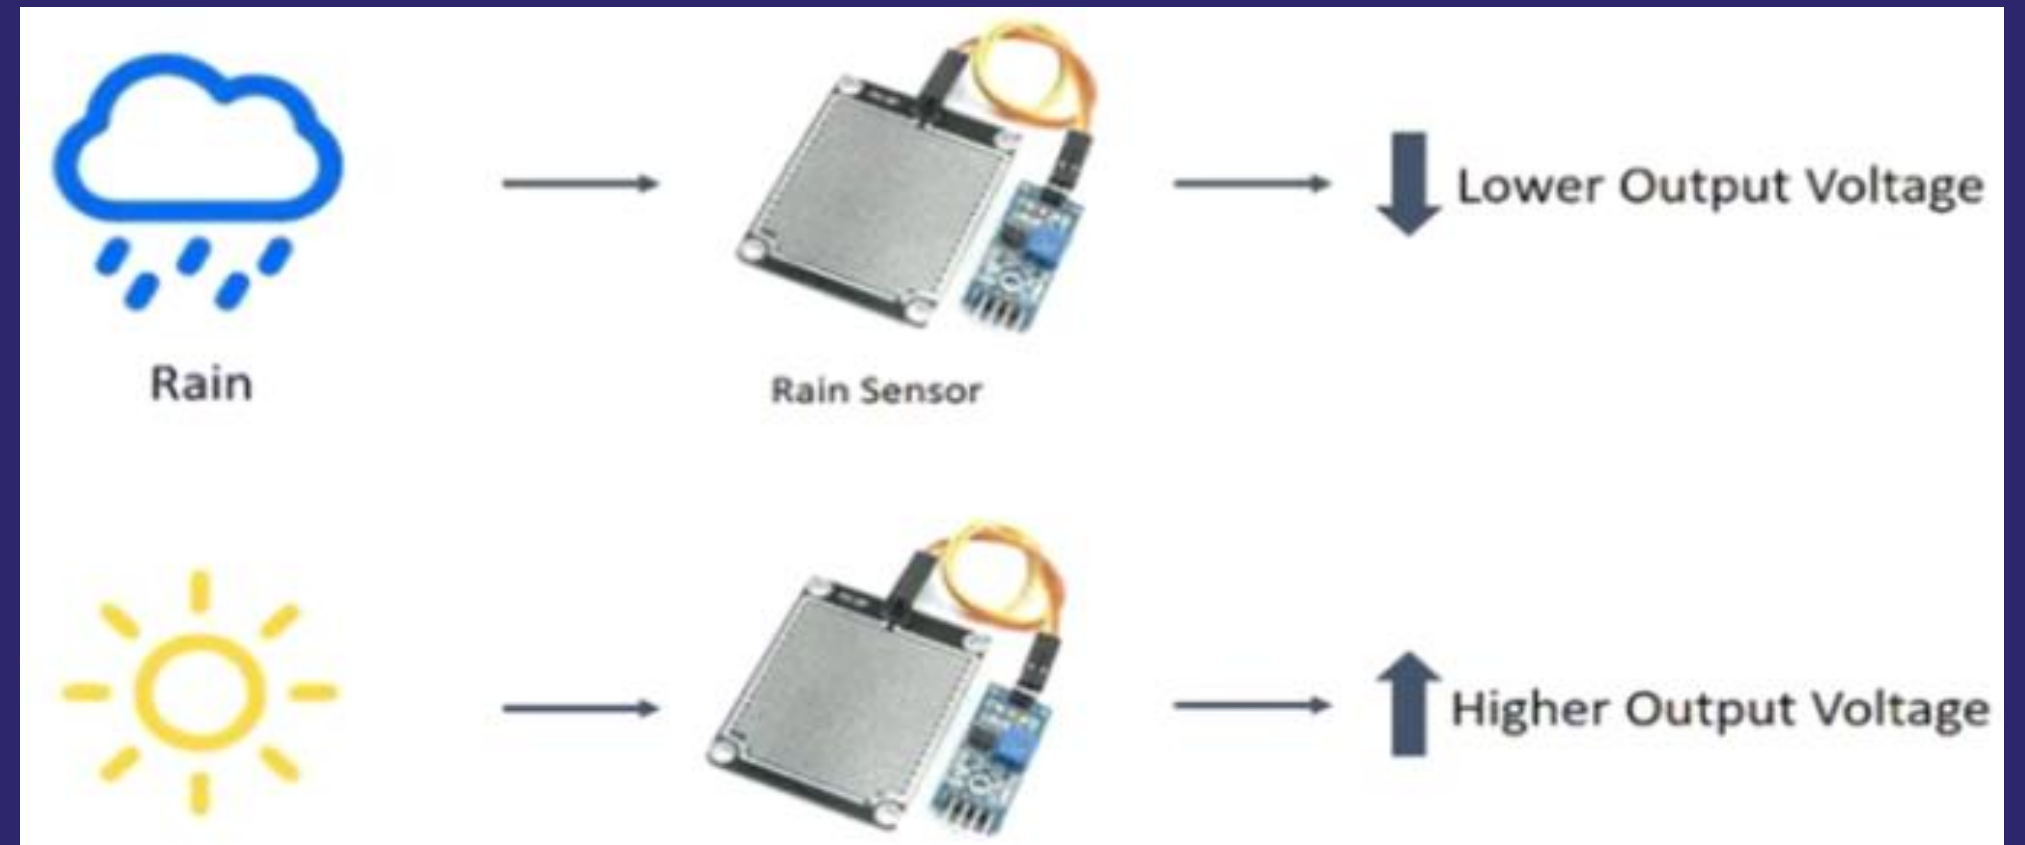 Lower Output Voltage
Rain
Rain Sensor
Higher Output Voltage